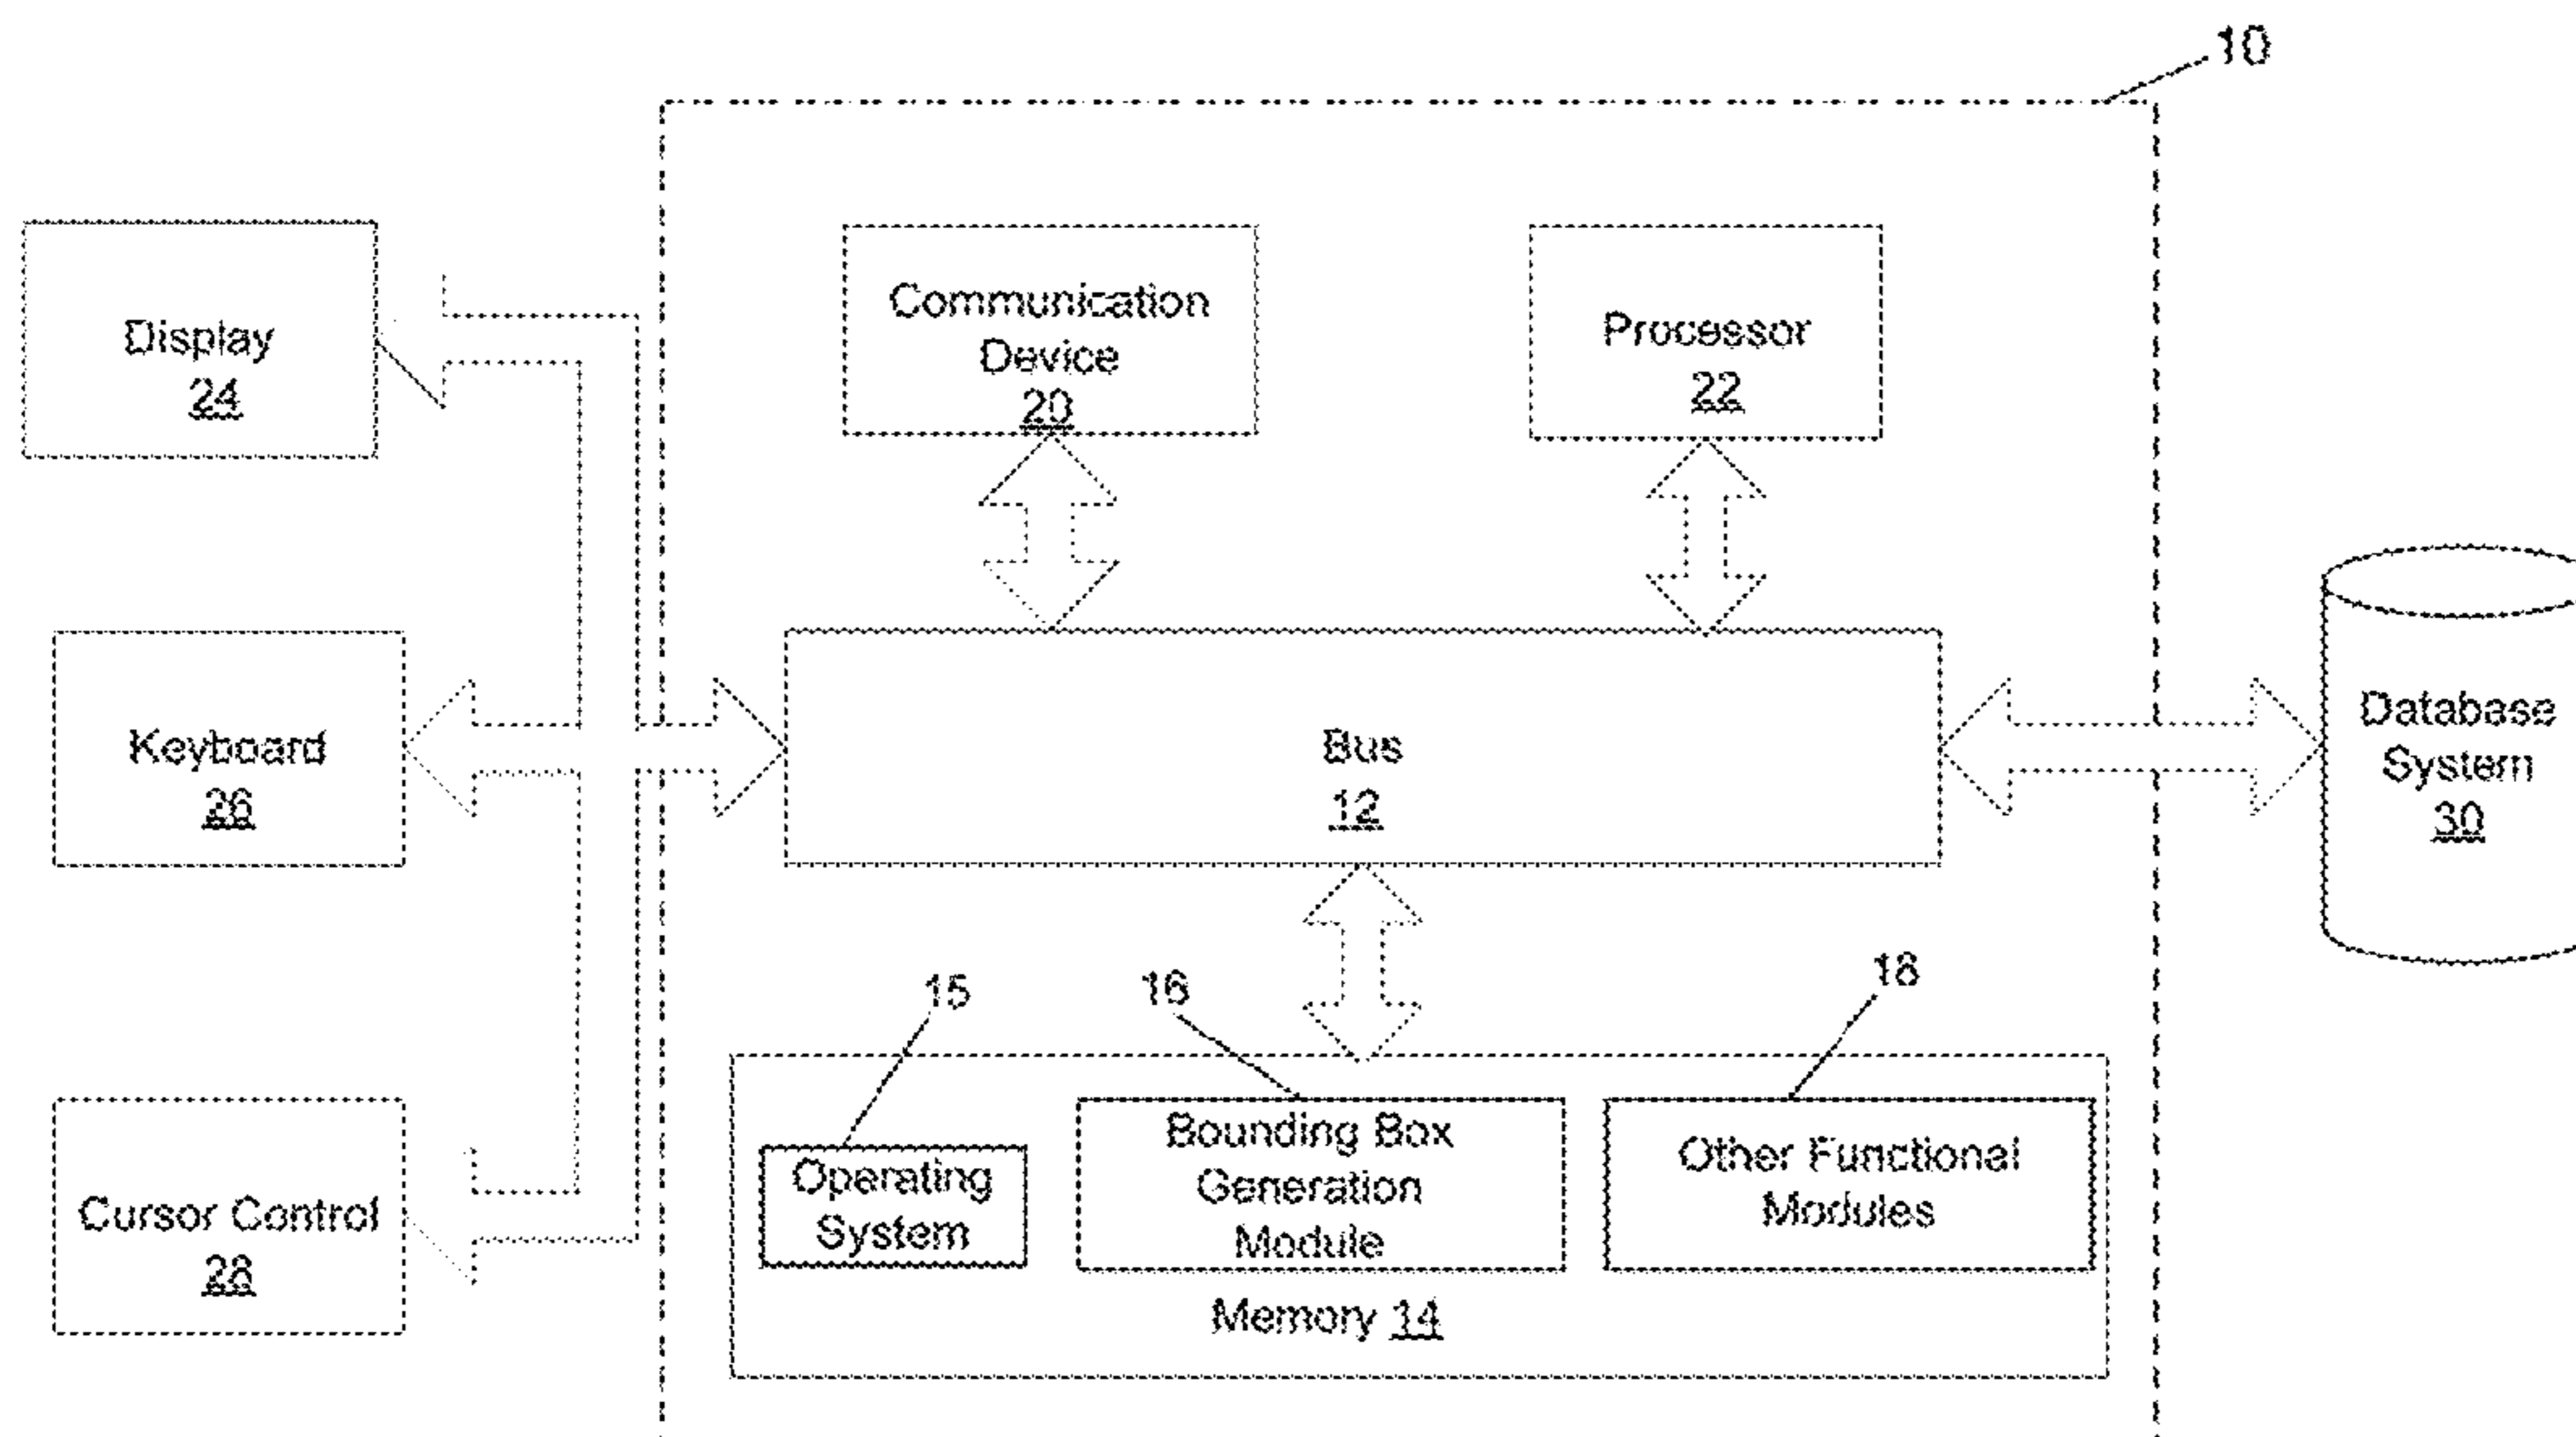 10
Display
24
Communication
Device
20
Processor
22
Keyboard
26
Bus
12
Database
System
30
15
16
18
Cursor Control
28
Operating
System
Bounding Box
Generation
Module
Other Functional
Modules
Memory 14